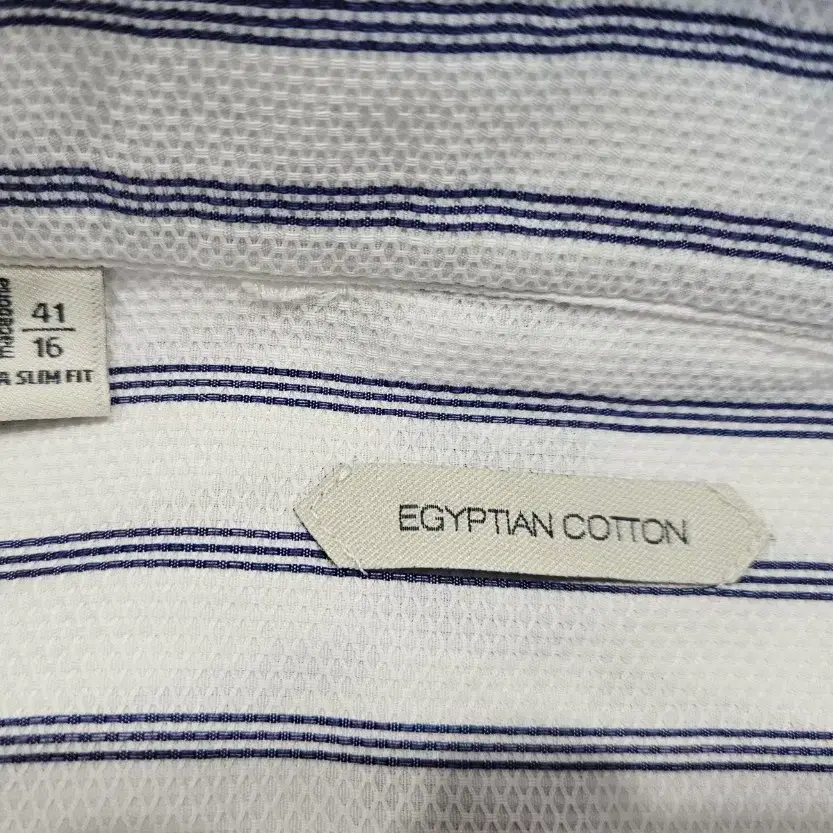 41
16
A SLIM FIT
EGYPTIAN COTTON